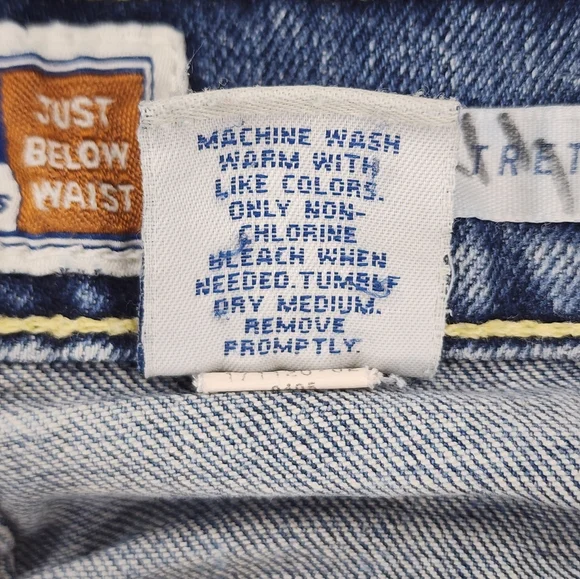 JUST
BELOW
WAIST
MACHINE WASH
WARM WITH
LIKE COLORS.
ONLY NON-
CHLORINE
BLEACH WHEN
NEEDED.TUMBLE
DRY MEDIUM.
REMOVE
PROMPTLY.
TRET